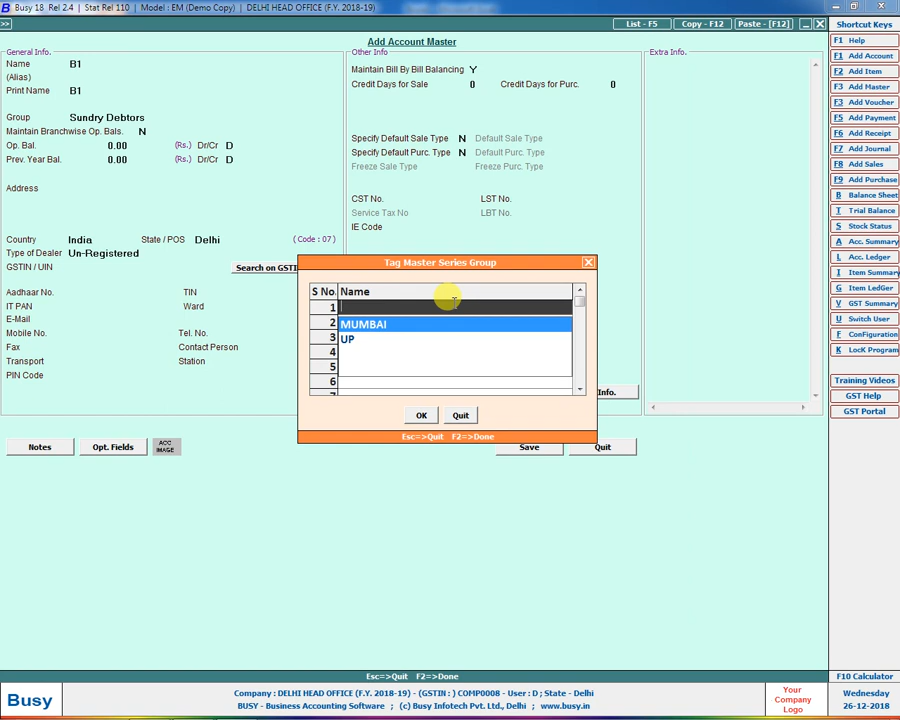 Busy 18 Rel 2.4 | Stat Rel 110 | Model : EM (Demo Copy) | DELHI HEAD OFFICE (F.Y. 2018-19)
>>
List - F5
Copy - F12
Paste - [F12]
Shortcut Keys
Add Account Master
General Info.
Name B1
(Alias)
Print Name B1
Group Sundry Debtors
Maintain Branchwise Op. Bals. N
Op. Bal. 0.00 (Rs.) Dr/Cr D
Prev. Year Bal. 0.00 (Rs.) Dr/Cr D
Address
Country India State / POS Delhi (Code : 07)
Type of Dealer Un-Registered
GSTIN / UIN Search on GSTI
Aadhaar No. TIN
IT PAN Ward
E-Mail
Mobile No. Tel. No.
Fax Contact Person
Transport Station
PIN Code
Other Info
Maintain Bill By Bill Balancing Y
Credit Days for Sale 0 Credit Days for Purc. 0
Specify Default Sale Type N Default Sale Type
Specify Default Purc. Type N Default Purc. Type
Freeze Sale Type Freeze Purc. Type
CST No. LST No.
Service Tax No LBT No.
IE Code
Info.
Extra Info.
Tag Master Series Group
S No. Name
1
2 MUMBAI
3 UP
4
5
6
OK
Quit
Esc=>Quit F2=>Done
Notes
Opt. Fields
ACC
IMAGE
Save
Quit
F1 Help
F1 Add Account
F2 Add Item
F3 Add Master
F3 Add Voucher
F5 Add Payment
F6 Add Receipt
F7 Add Journal
F8 Add Sales
F9 Add Purchase
B Balance Sheet
T Trial Balance
S Stock Status
A Acc. Summary
L Acc. Ledger
I Item Summary
G Item Ledger
V GST Summary
U Switch User
F ConFiguration
K LocK Program
Training Videos
GST Help
GST Portal
Esc=>Quit F2=>Done
F10 Calculator
Busy
Company : DELHI HEAD OFFICE (F.Y. 2018-19) - (GSTIN : ) COMP0008 - User : D ; State - Delhi
BUSY - Business Accounting Software ; (c) Busy Infotech Pvt. Ltd., Delhi ; www.busy.in
Your
Company
Logo
Wednesday
26-12-2018